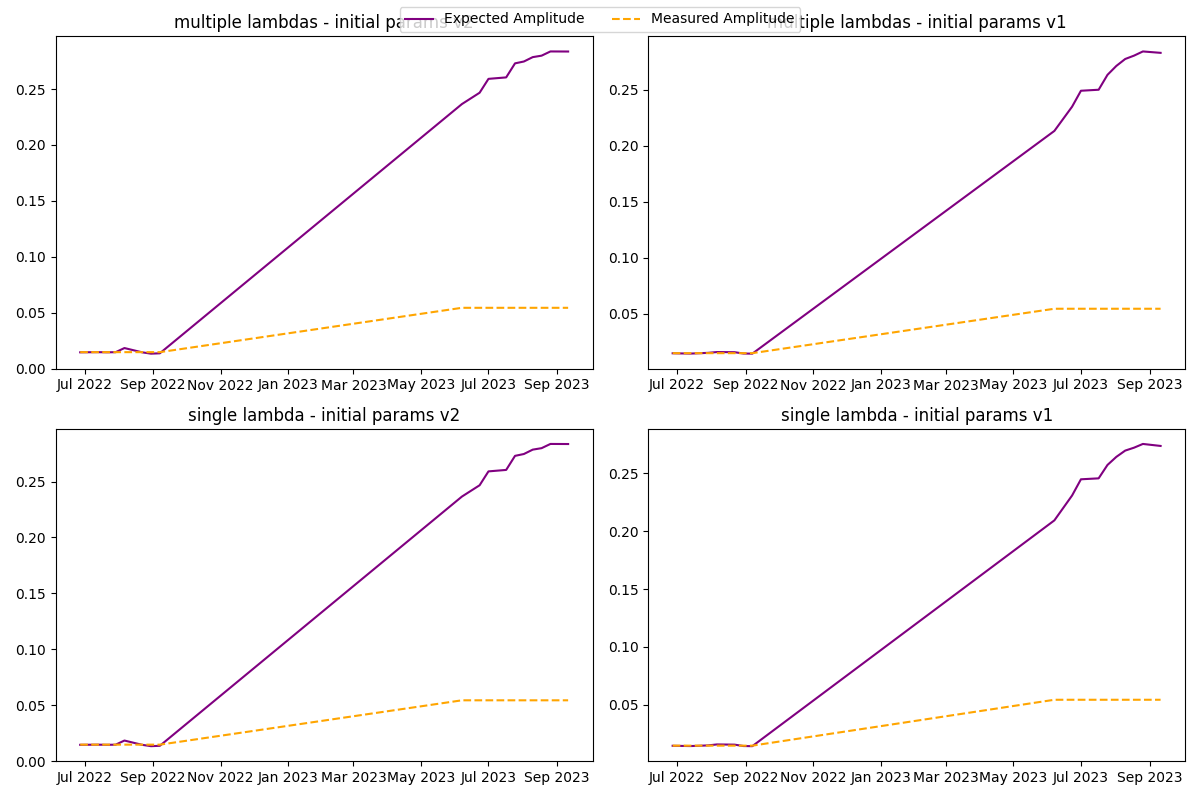 Expected Amplitude Measured Amplitude
multiple lambdas - initial params v2
multiple lambdas - initial params v1
0.25
0.20
0.15
0.10
0.05
0.00
Jul 2022 Sep 2022 Nov 2022 Jan 2023 Mar 2023 May 2023 Jul 2023 Sep 2023
0.25
0.20
0.15
0.10
0.05
Jul 2022 Sep 2022 Nov 2022 Jan 2023 Mar 2023 May 2023 Jul 2023 Sep 2023
single lambda - initial params v2
single lambda - initial params v1
0.25
0.20
0.15
0.10
0.05
0.00
Jul 2022 Sep 2022 Nov 2022 Jan 2023 Mar 2023 May 2023 Jul 2023 Sep 2023
0.25
0.20
0.15
0.10
0.05
Jul 2022 Sep 2022 Nov 2022 Jan 2023 Mar 2023 May 2023 Jul 2023 Sep 2023